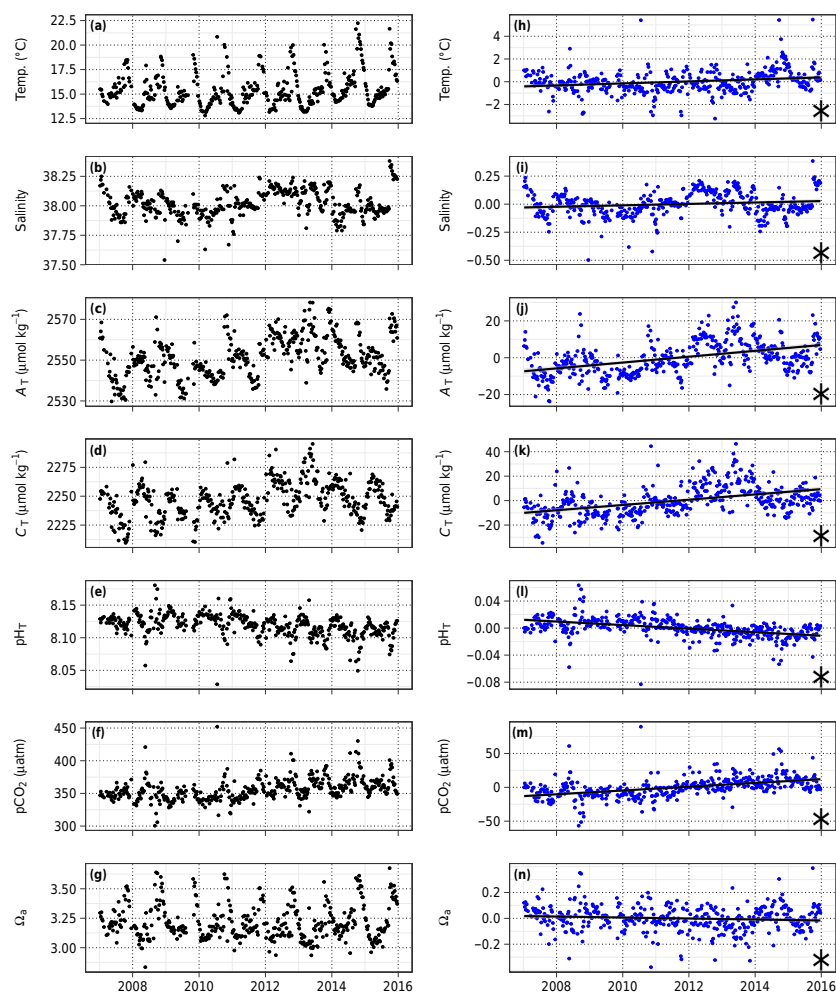 (a)
Temp. (°C)
22.5
20.0
17.5
15.0
12.5
(h)
Temp. (°C)
4
2
0
−2
(b)
Salinity
38.25
38.00
37.75
37.50
(i)
Salinity
0.25
0.00
−0.25
−0.50
(c)
A_T (μmol kg⁻¹)
2570
2550
2530
(j)
A_T (μmol kg⁻¹)
20
0
−20
(d)
C_T (μmol kg⁻¹)
2275
2250
2225
(k)
C_T (μmol kg⁻¹)
40
20
0
−20
(e)
pH_T
8.15
8.10
8.05
(l)
pH_T
0.04
0.00
−0.04
−0.08
(f)
pCO₂ (μatm)
450
400
350
300
(m)
pCO₂ (μatm)
50
0
−50
(g)
Ωₐ
3.50
3.25
3.00
2008 2010 2012 2014 2016
(n)
Ωₐ
0.2
0.0
−0.2
2008 2010 2012 2014 2016